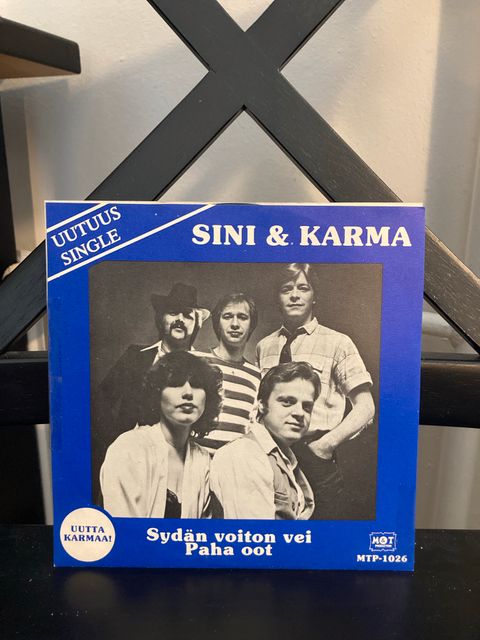 UUTUUS
SINGLE
SINI & KARMA
UUTTA
KARMAA!
Sydän voiton vei
Paha oot
MTP-1026